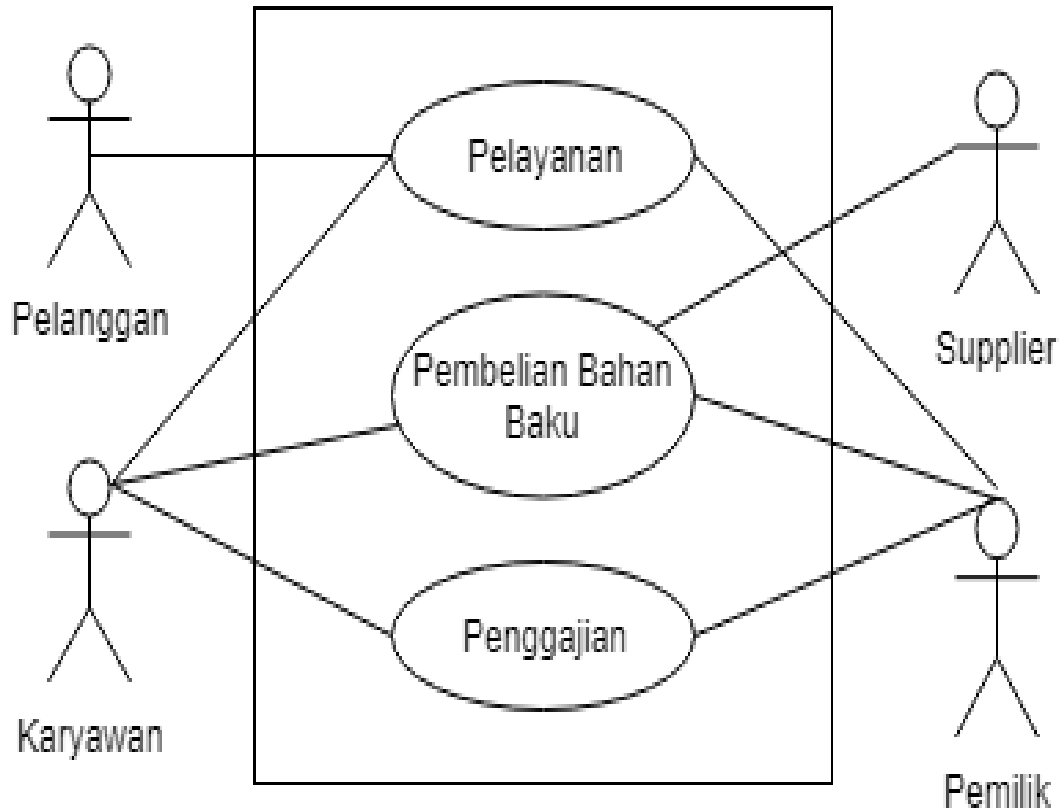 Pelayanan
Pelanggan
Supplier
Pembelian Bahan
Baku
Penggajian
Karyawan
Pemilik